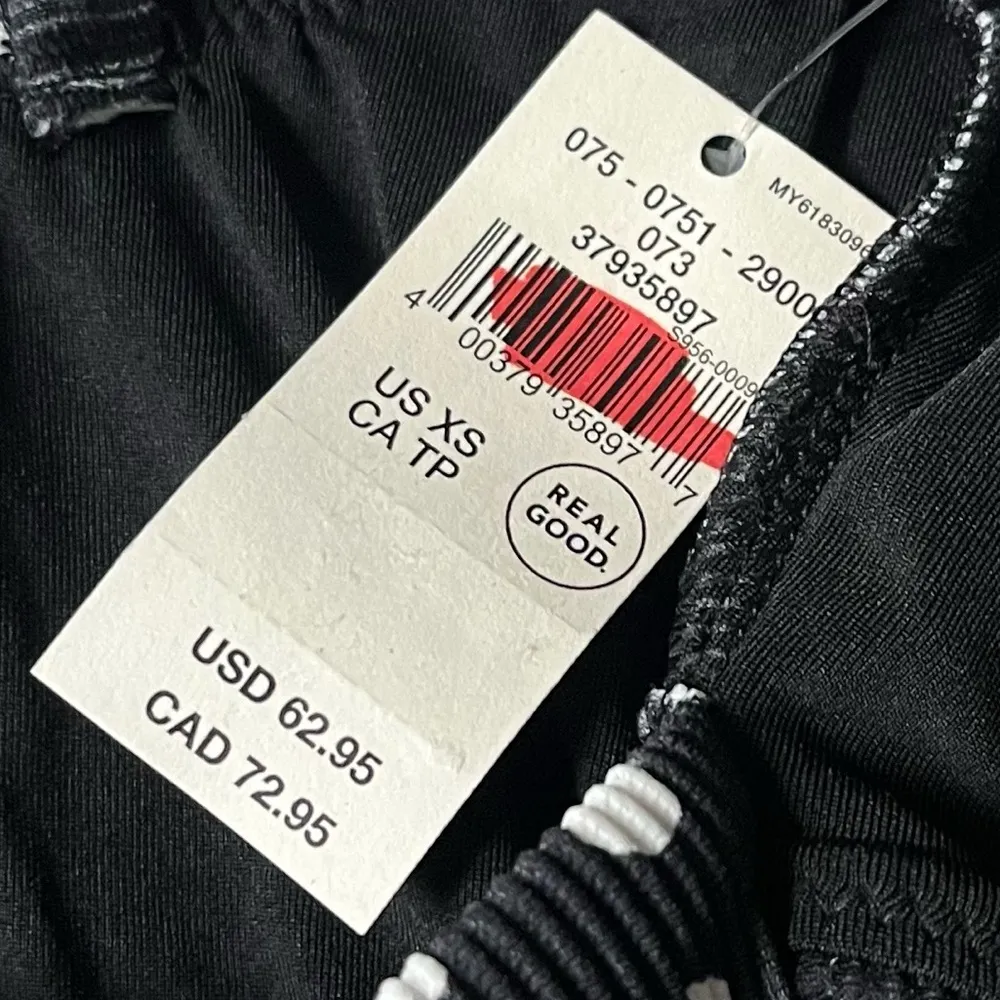 MY6183096
075 - 0751 - 2900
073
37935897
S956-0009
4 00379 35897 7
US XS
CA TP
REAL
GOOD.
USD 62.95
CAD 72.95